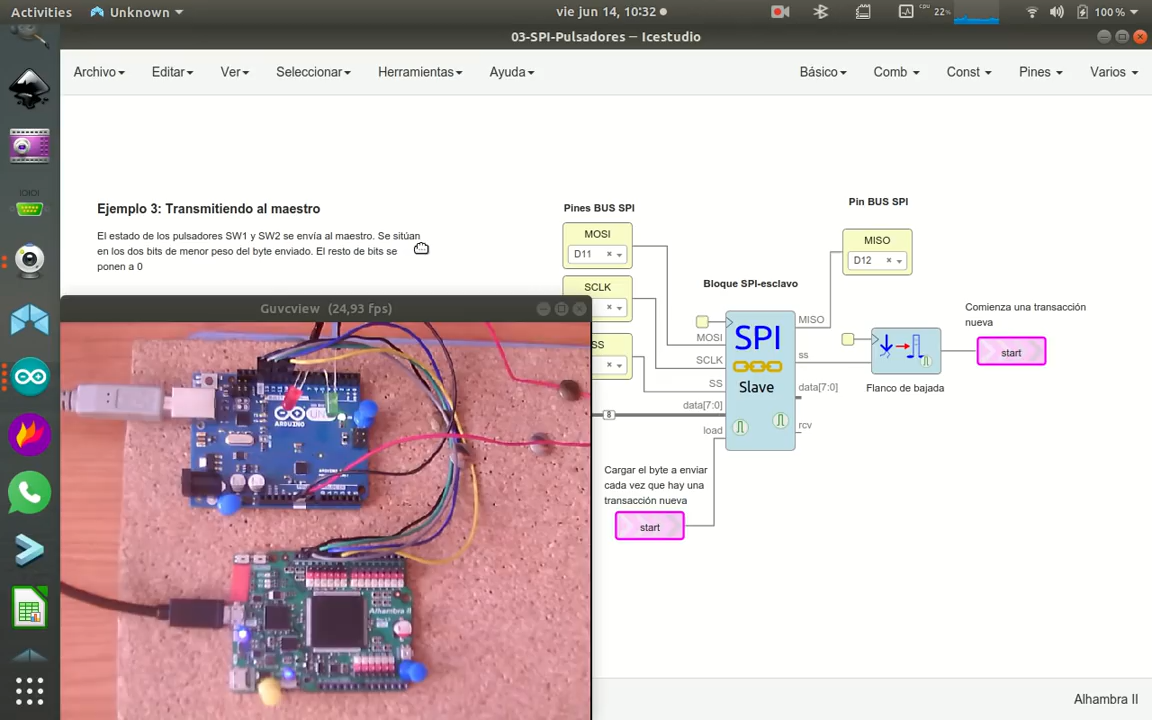 Activities
Unknown
vie jun 14, 10:32
cpu 22%
100 %
03-SPI-Pulsadores – Icestudio
Archivo
Editar
Ver
Seleccionar
Herramientas
Ayuda
Básico
Comb
Const
Pines
Varios
Ejemplo 3: Transmitiendo al maestro
El estado de los pulsadores SW1 y SW2 se envía al maestro. Se sitúan
en los dos bits de menor peso del byte enviado. El resto de bits se
ponen a 0
Pines BUS SPI
MOSI
D11 ×
SCLK
×
SS
×
Pin BUS SPI
MISO
D12 ×
Bloque SPI-esclavo
MOSI
SCLK
SS
data[7:0]
load
SPI
Slave
MISO
ss
data[7:0]
rcv
8
Flanco de bajada
Comienza una transacción
nueva
start
Cargar el byte a enviar
cada vez que hay una
transacción nueva
start
Guvcview (24,93 fps)
ARDUINO
UNO
Alhambra II
Alhambra II